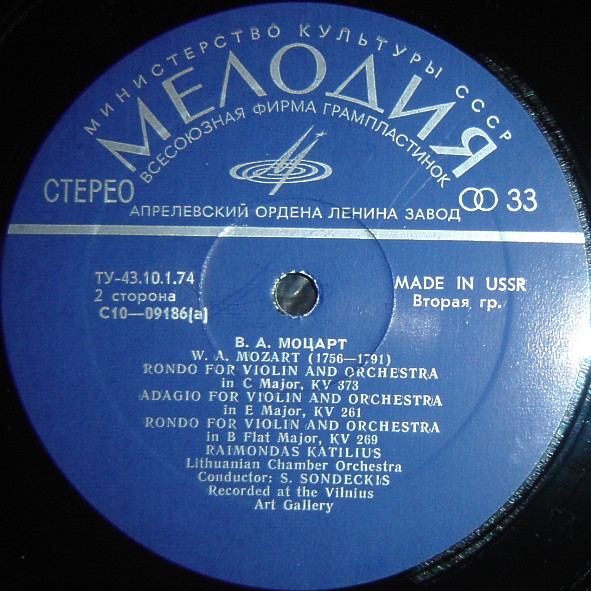 МИНИСТЕРСТВО КУЛЬТУРЫ СССР
МЕЛОДИЯ
ВСЕСОЮЗНАЯ ФИРМА ГРАМПЛАСТИНОК
СТЕРЕО
33
АПРЕЛЕВСКИЙ ОРДЕНА ЛЕНИНА ЗАВОД
ТУ-43.10.1.74
2 сторона
С10—09186(а)
MADE IN USSR
Вторая гр.
В. А. МОЦАРТ
W. A. MOZART (1756—1791)
RONDO FOR VIOLIN AND ORCHESTRA
in C Major, KV 373
ADAGIO FOR VIOLIN AND ORCHESTRA
in E Major, KV 261
RONDO FOR VIOLIN AND ORCHESTRA
in B Flat Major, KV 269
RAIMONDAS KATILIUS
Lithuanian Chamber Orchestra
Conductor: S. SONDECKIS
Recorded at the Vilnius
Art Gallery